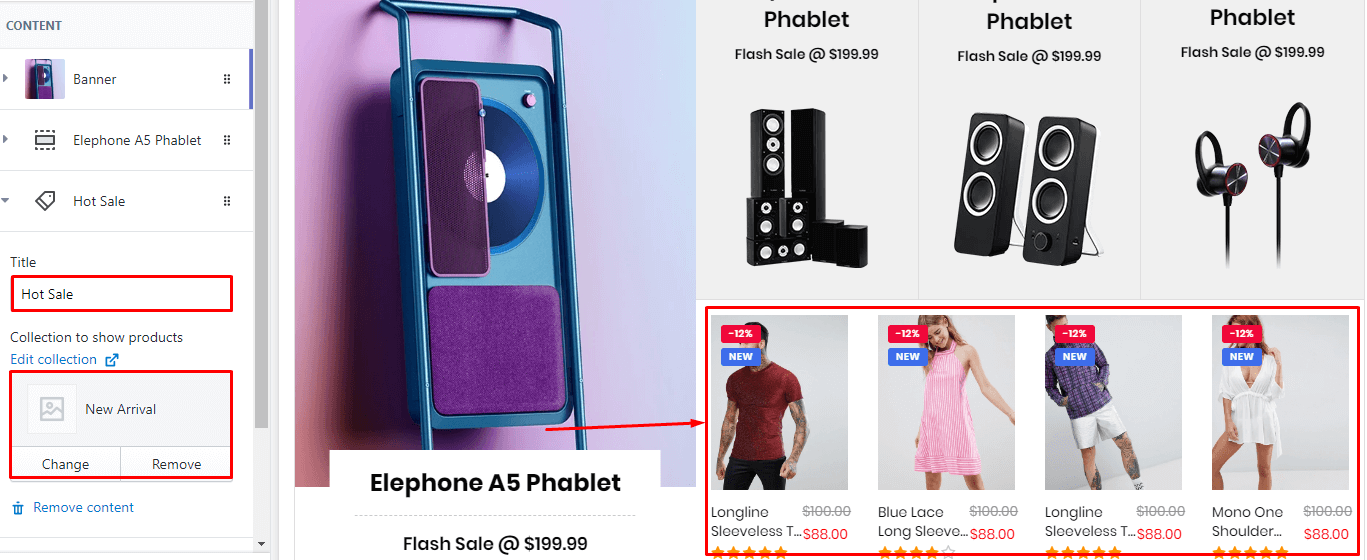 CONTENT
Banner
Elephone A5 Phablet
Hot Sale
Title
Hot Sale
Collection to show products
Edit collection
New Arrival
Change Remove
Remove content
Elephone A5 Phablet
Flash Sale @ $199.99
Phablet
Flash Sale @ $199.99
Phablet
Flash Sale @ $199.99
Phablet
Flash Sale @ $199.99
-12%
NEW
Longline $100.00
Sleeveless T... $88.00
-12%
NEW
Blue Lace $100.00
Long Sleeve... $88.00
-12%
NEW
Longline $100.00
Sleeveless T... $88.00
-12%
NEW
Mono One $100.00
Shoulder... $88.00